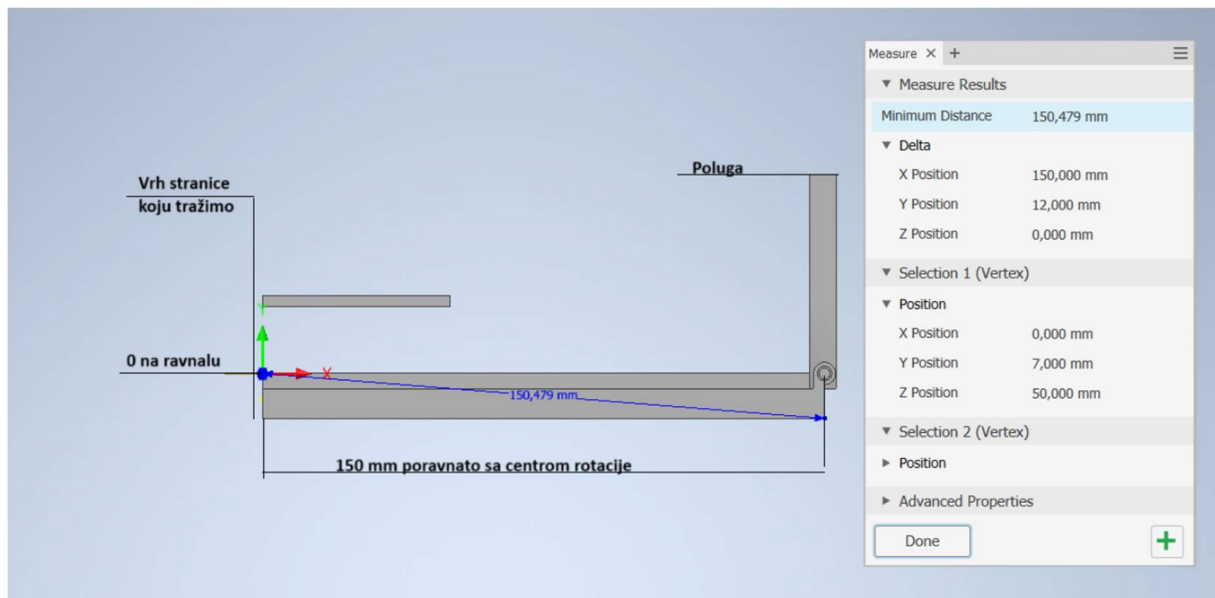 Measure
Measure Results
Minimum Distance 150,479 mm
Delta
X Position 150,000 mm
Y Position 12,000 mm
Z Position 0,000 mm
Selection 1 (Vertex)
Position
X Position 0,000 mm
Y Position 7,000 mm
Z Position 50,000 mm
Selection 2 (Vertex)
Position
Advanced Properties
Done
Poluga
Vrh stranice
koju tražimo
Y
0 na ravnalu
X
150,479 mm
150 mm poravnato sa centrom rotacije